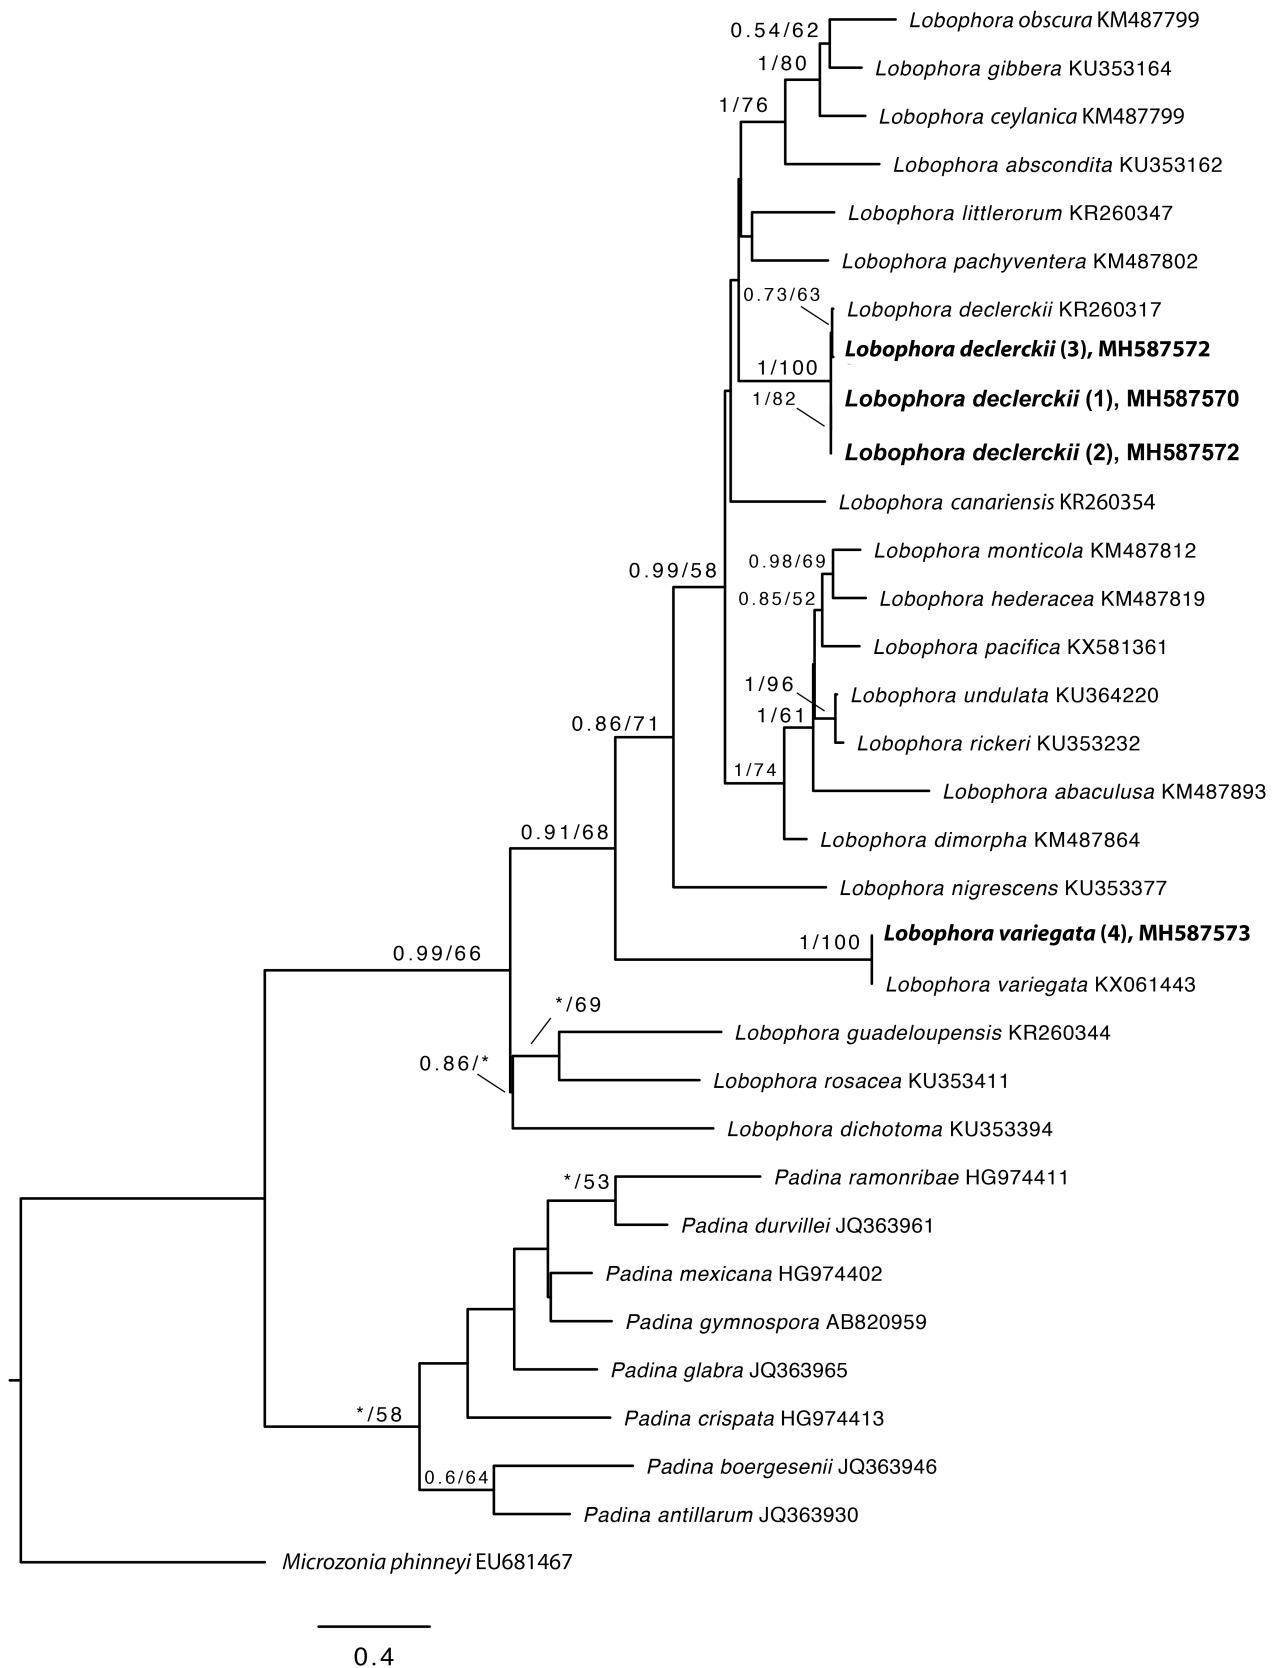 0.54/62
Lobophora obscura KM487799
1/80
Lobophora gibbera KU353164
1/76
Lobophora ceylanica KM487799
Lobophora abscondita KU353162
Lobophora littlerorum KR260347
Lobophora pachyventera KM487802
0.73/63
Lobophora declerckii KR260317
Lobophora declerckii (3), MH587572
1/100
1/82
Lobophora declerckii (1), MH587570
Lobophora declerckii (2), MH587572
Lobophora canariensis KR260354
0.99/58
0.98/69
Lobophora monticola KM487812
0.85/52
Lobophora hederacea KM487819
Lobophora pacifica KX581361
1/96
Lobophora undulata KU364220
0.86/71
1/61
Lobophora rickeri KU353232
1/74
Lobophora abaculusa KM487893
0.91/68
Lobophora dimorpha KM487864
Lobophora nigrescens KU353377
1/100
Lobophora variegata (4), MH587573
0.99/66
Lobophora variegata KX061443
*/69
Lobophora guadeloupensis KR260344
0.86/*
Lobophora rosacea KU353411
Lobophora dichotoma KU353394
*/53
Padina ramonribae HG974411
Padina durvillei JQ363961
Padina mexicana HG974402
Padina gymnospora AB820959
Padina glabra JQ363965
*/58
Padina crispata HG974413
0.6/64
Padina boergesenii JQ363946
Padina antillarum JQ363930
Microzonia phinneyi EU681467
0.4